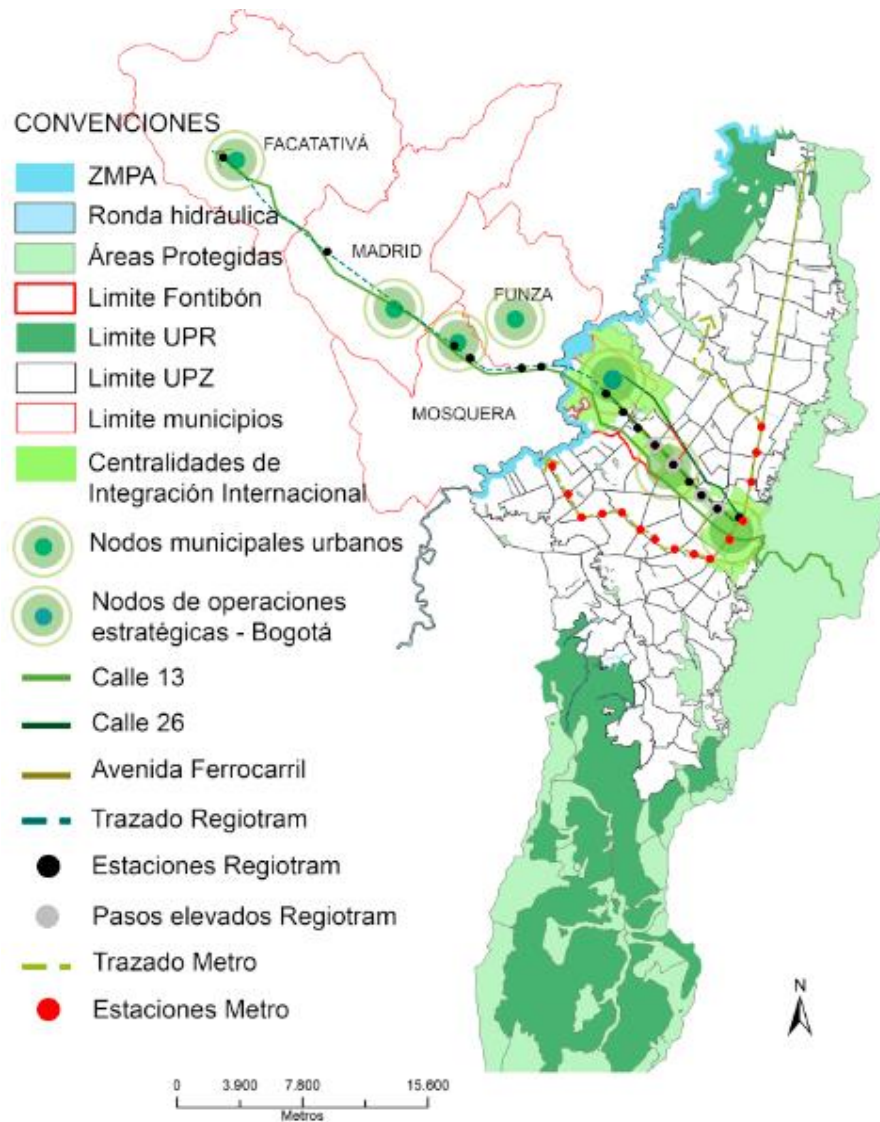 CONVENCIONES
ZMPA
Ronda hidráulica
Áreas Protegidas
Limite Fontibón
Limite UPR
Limite UPZ
Limite municipios
Centralidades de
Integración Internacional
Nodos municipales urbanos
Nodos de operaciones
estratégicas - Bogotá
Calle 13
Calle 26
Avenida Ferrocarril
Trazado Regiotram
Estaciones Regiotram
Pasos elevados Regiotram
Trazado Metro
Estaciones Metro
FACATATIVÁ
MADRID
FUNZA
MOSQUERA
N
0 3.900 7.800 15.600
Metros